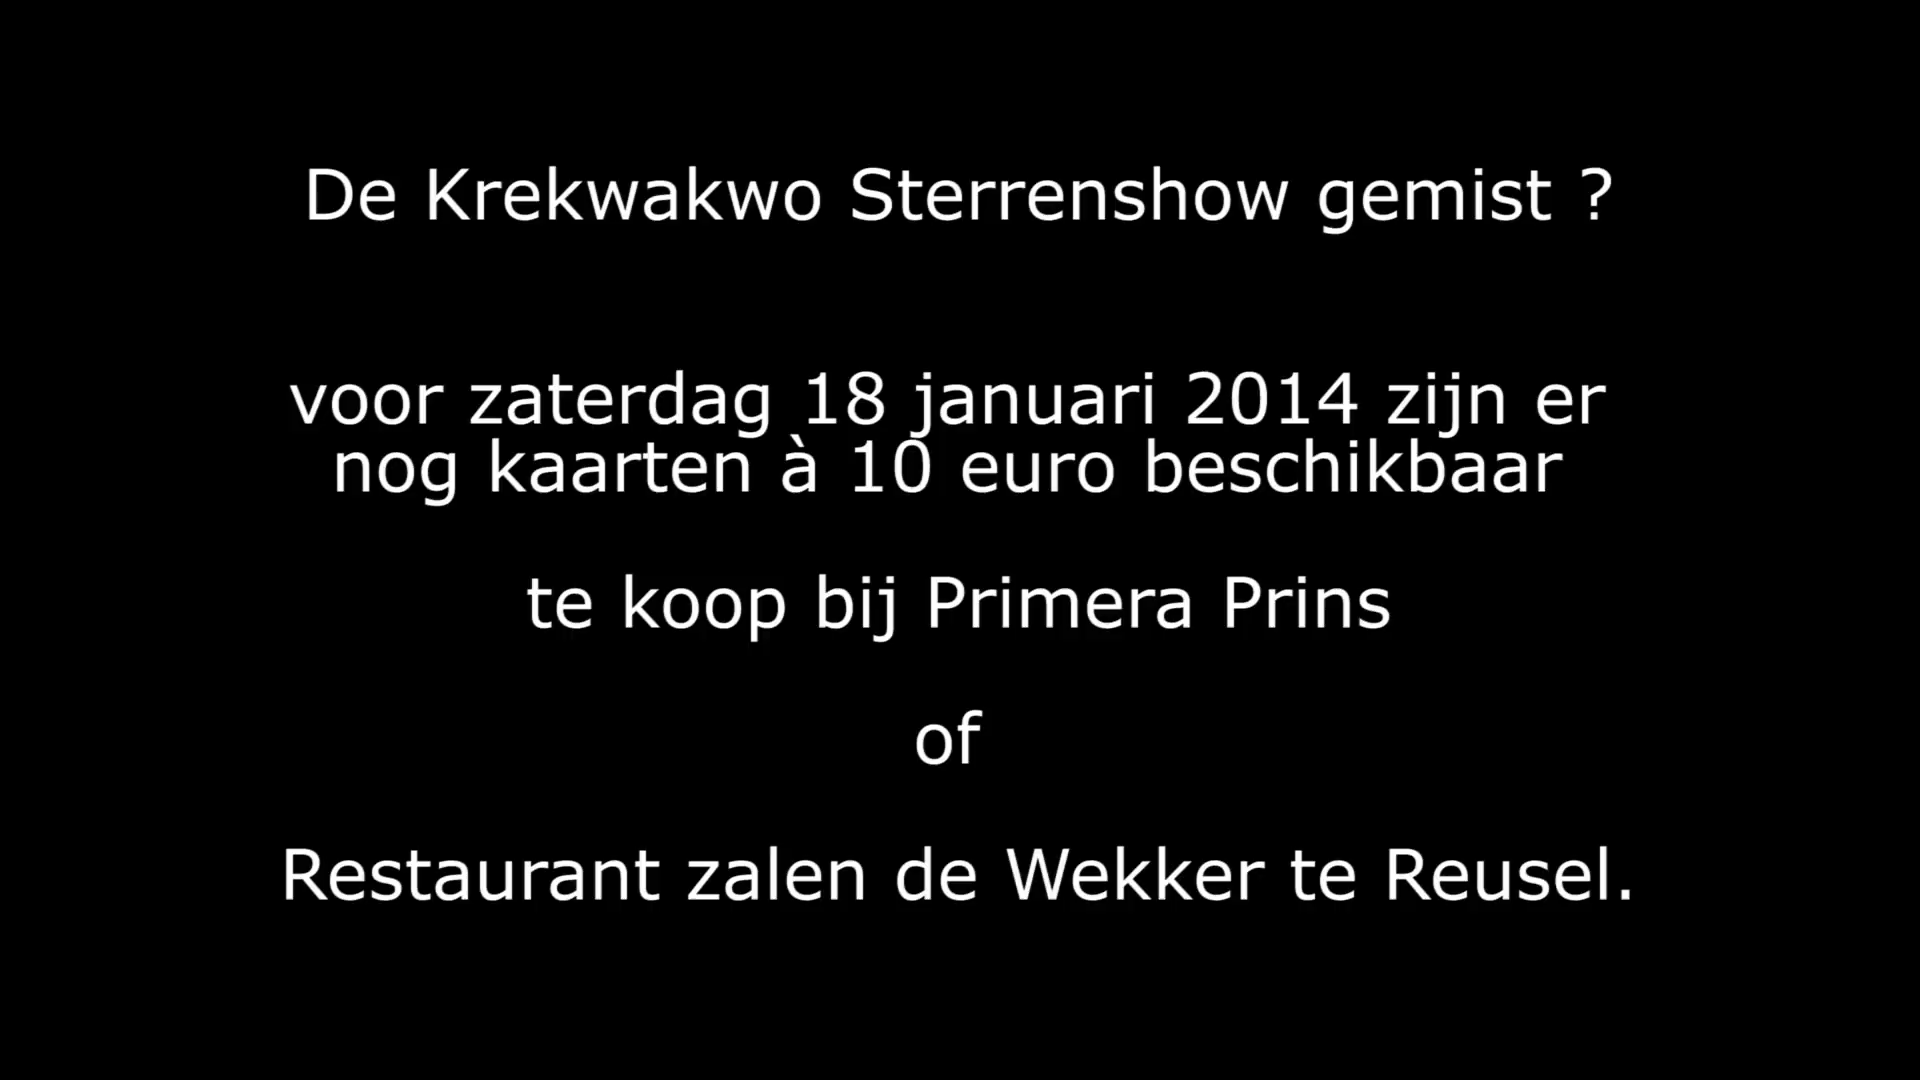 De Krekwakwo Sterrenshow gemist ?
voor zaterdag 18 januari 2014 zijn er
nog kaarten à 10 euro beschikbaar
te koop bij Primera Prins
of
Restaurant zalen de Wekker te Reusel.